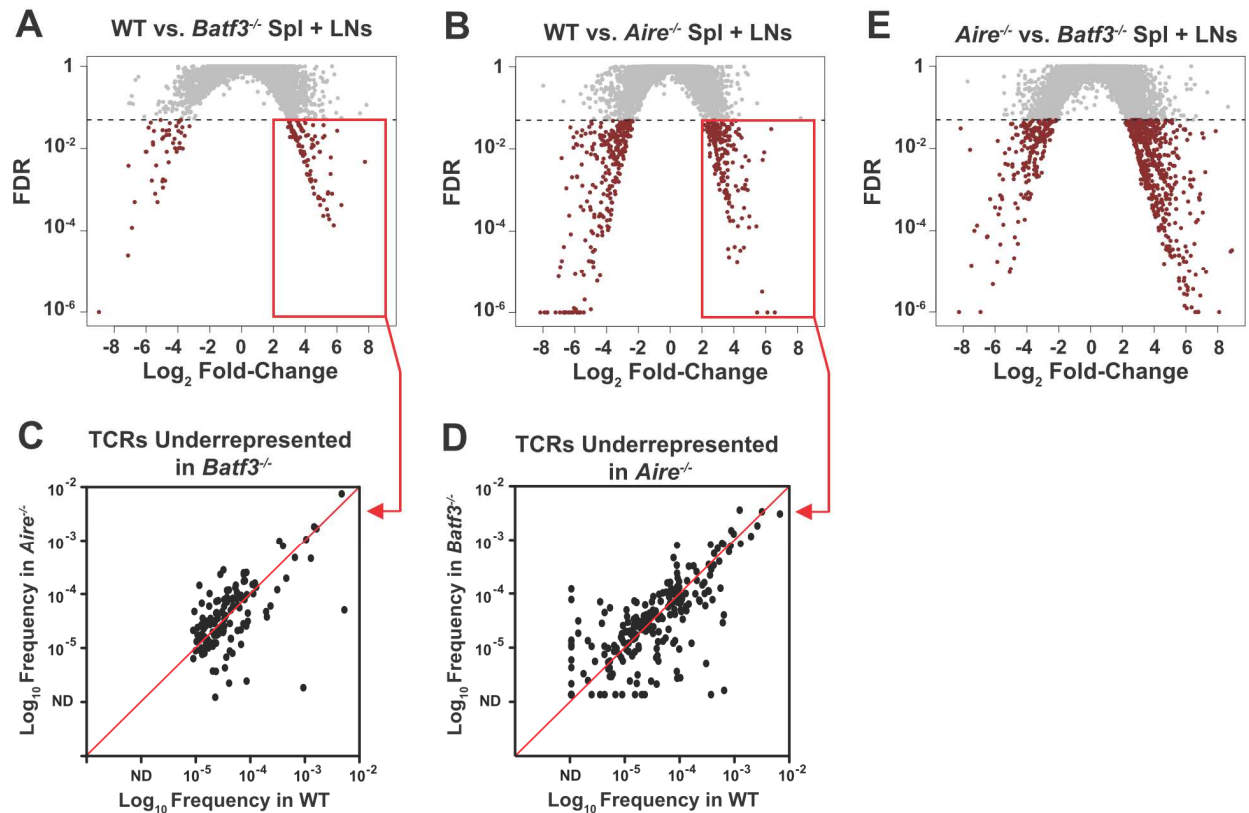 A
WT vs. Batf3-/- Spl + LNs
1
10-2
10-4
10-6
FDR
-8 -6 -4 -2 0 2 4 6 8
Log2 Fold-Change
B
WT vs. Aire-/- Spl + LNs
1
10-2
10-4
10-6
FDR
-8 -6 -4 -2 0 2 4 6 8
Log2 Fold-Change
E
Aire-/- vs. Batf3-/- Spl + LNs
1
10-2
10-4
10-6
FDR
-8 -6 -4 -2 0 2 4 6 8
Log2 Fold-Change
C
TCRs Underrepresented
in Batf3-/-
10-2
10-3
10-4
10-5
ND
Log10 Frequency in Aire-/-
ND 10-5 10-4 10-3 10-2
Log10 Frequency in WT
D
TCRs Underrepresented
in Aire-/-
10-2
10-3
10-4
10-5
ND
Log10 Frequency in Batf3-/-
ND 10-5 10-4 10-3 10-2
Log10 Frequency in WT